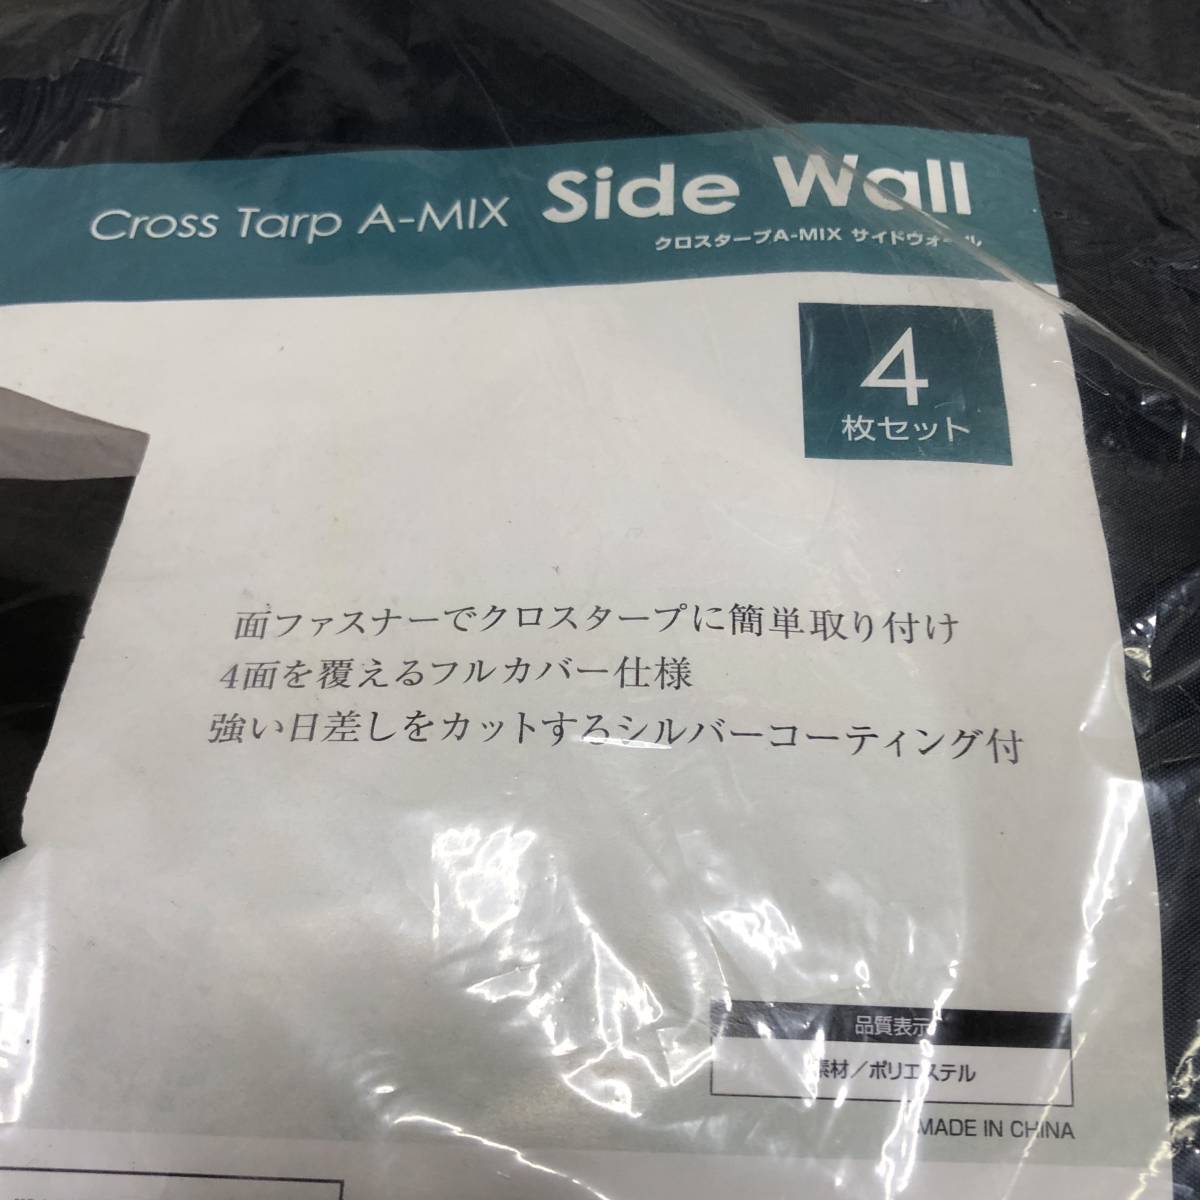 Cross Tarp A-MIX Side Wall
クロスタープA-MIX サイドウォール
4
枚セット
面ファスナーでクロスタープに簡単取り付け
4面を覆えるフルカバー仕様
強い日差しをカットするシルバーコーティング付
品質表示
素材/ポリエステル
MADE IN CHINA